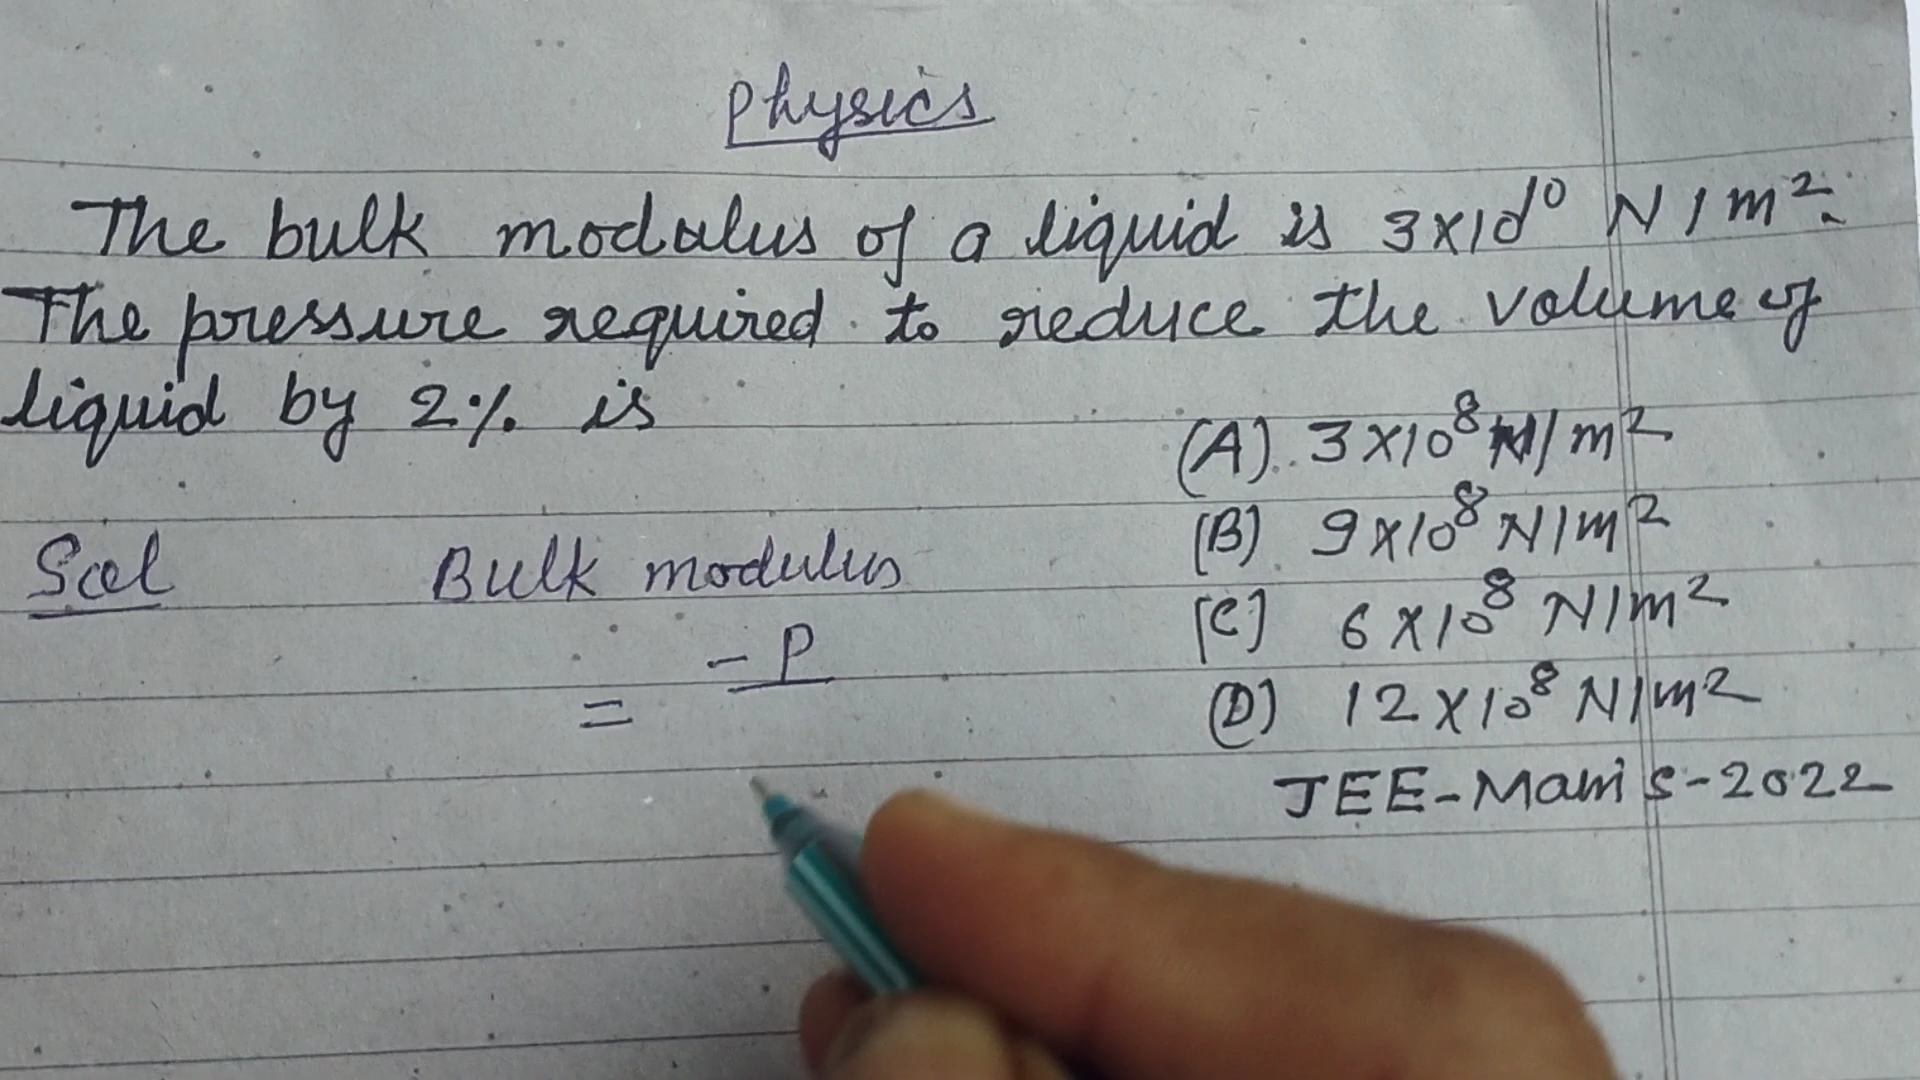 Physics
The bulk modulus of a liquid is 3×10¹⁰ N/m².
The pressure required to reduce the volume of
liquid by 2% is
(A) 3×10⁸ N/m²
(B) 9×10⁸ N/m²
(C) 6×10⁸ N/m²
(D) 12×10⁸ N/m²
JEE-Mains-2022
Sol Bulk modulus
= -P